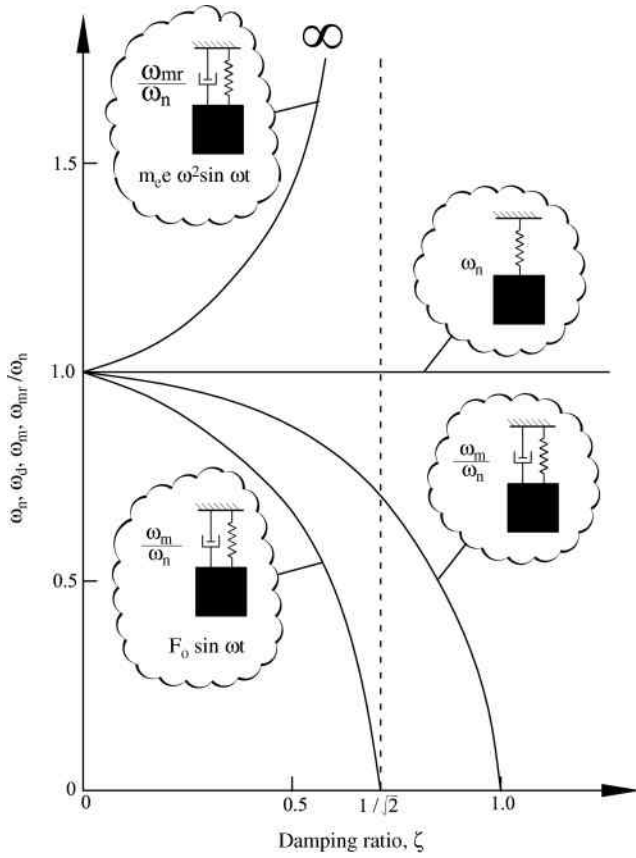 ∞
ω_mr
ω_n
m_e e ω² sin ωt
1.5
ω_n
1.0
ω_n, ω_d, ω_m, ω_mr /ω_n
ω_m
ω_n
ω_m
ω_n
F_o sin ωt
0.5
0
0
0.5
1 / √2
1.0
Damping ratio, ζ